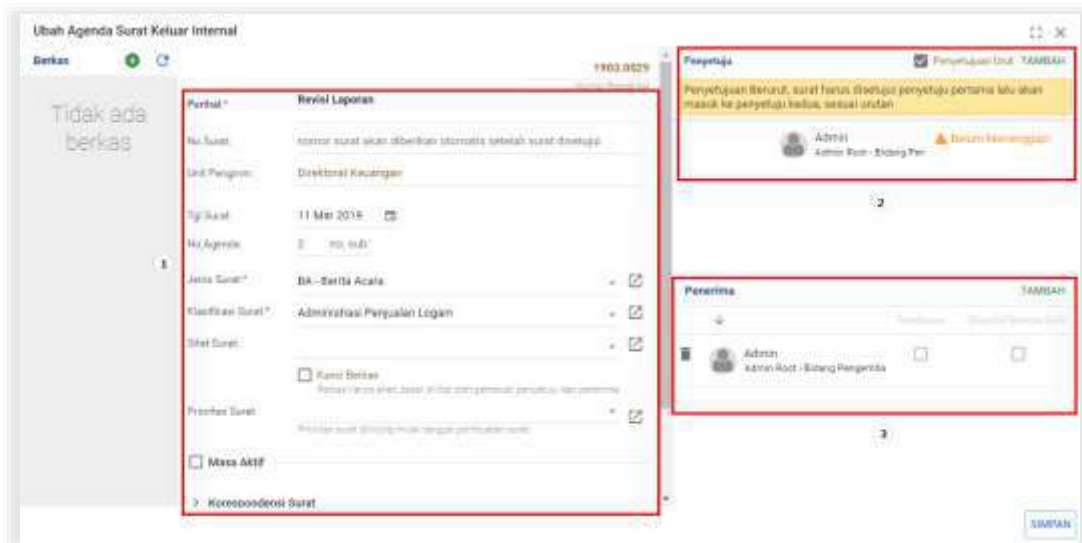 Ubah Agenda Surat Keluar Internal
Berkas
Tidak ada
berkas
1903.0029
Perihal *
Revisi Laporan
No Surat
nomor surat akan diberikan otomatis setelah surat disetujui
Unit Pengirim
Direktorat Keuangan
Tgl Surat
11 Mar 2019
No Agenda
2 no, sub
Jenis Surat *
BA - Berita Acara
Klasifikasi Surat *
Administrasi Penjualan Logam
Sifat Surat
Kunci Berkas
Prioritas Surat
Masa Aktif
> Korespondensi Surat
1
Penyetuju
Penyetujuan Urut TAMBAH
Penyetujuan Berurut, surat harus disetujui penyetuju pertama lalu akan
masuk ke penyetuju kedua, sesuai urutan
Admin
Admin Root - Bidang Pen
Belum Menanggapi
2
Penerima
TAMBAH
Tembusan
Admin
Admin Root - Bidang Pengelola
3
SIMPAN